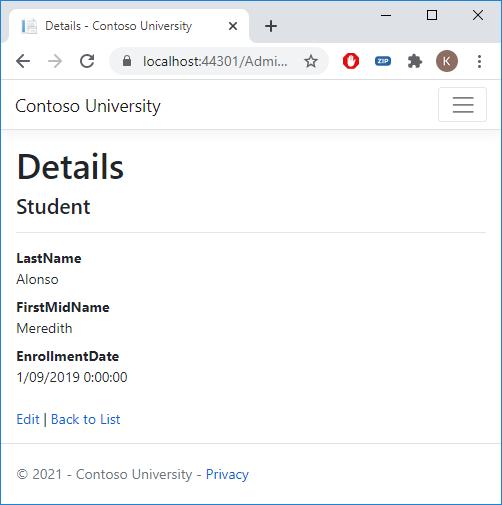 Details - Contoso University
localhost:44301/Admi...
ZIP
K
Contoso University
Details
Student
LastName
Alonso
FirstMidName
Meredith
EnrollmentDate
1/09/2019 0:00:00
Edit | Back to List
© 2021 - Contoso University - Privacy